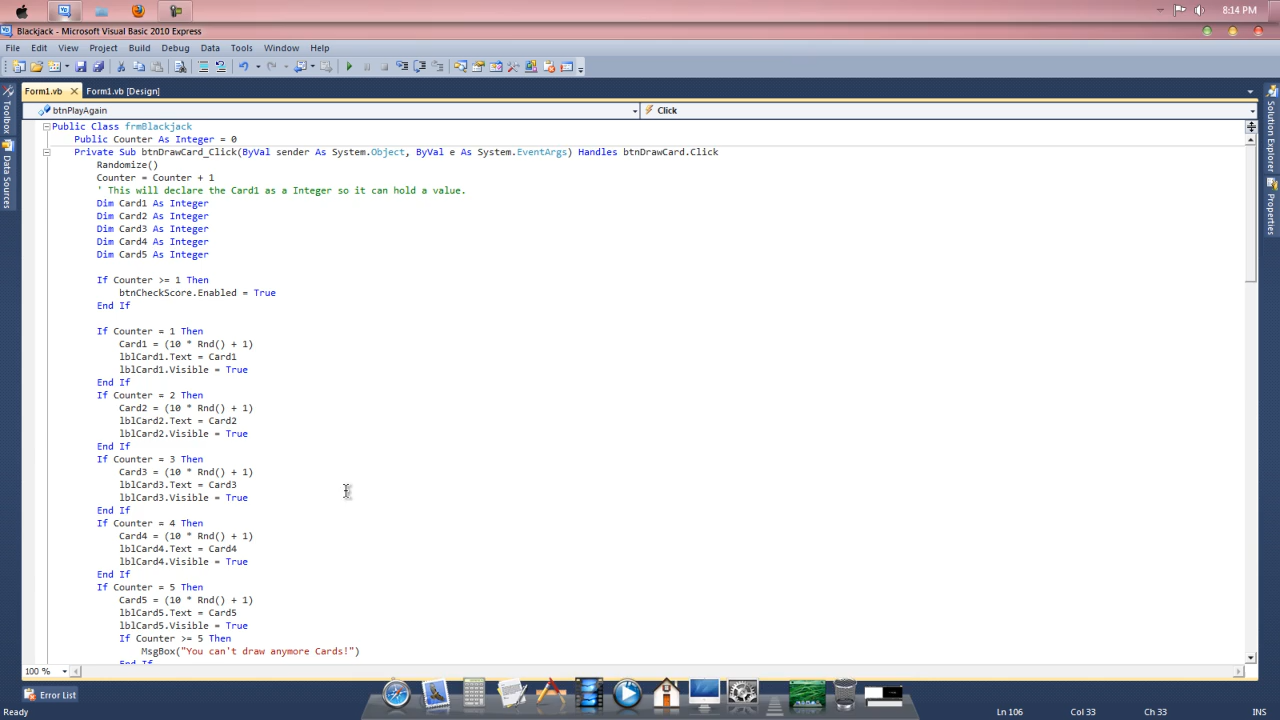 8:14 PM
Blackjack - Microsoft Visual Basic 2010 Express
File Edit View Project Build Debug Data Tools Window Help
Form1.vb Form1.vb [Design]
btnPlayAgain Click
Toolbox
Data Sources
Solution Explorer
Properties
Public Class frmBlackjack
Public Counter As Integer = 0
Private Sub btnDrawCard_Click(ByVal sender As System.Object, ByVal e As System.EventArgs) Handles btnDrawCard.Click
Randomize()
Counter = Counter + 1
' This will declare the Card1 as a Integer so it can hold a value.
Dim Card1 As Integer
Dim Card2 As Integer
Dim Card3 As Integer
Dim Card4 As Integer
Dim Card5 As Integer
If Counter >= 1 Then
btnCheckScore.Enabled = True
End If
If Counter = 1 Then
Card1 = (10 * Rnd() + 1)
lblCard1.Text = Card1
lblCard1.Visible = True
End If
If Counter = 2 Then
Card2 = (10 * Rnd() + 1)
lblCard2.Text = Card2
lblCard2.Visible = True
End If
If Counter = 3 Then
Card3 = (10 * Rnd() + 1)
lblCard3.Text = Card3
lblCard3.Visible = True
End If
If Counter = 4 Then
Card4 = (10 * Rnd() + 1)
lblCard4.Text = Card4
lblCard4.Visible = True
End If
If Counter = 5 Then
Card5 = (10 * Rnd() + 1)
lblCard5.Text = Card5
lblCard5.Visible = True
If Counter >= 5 Then
MsgBox("You can't draw anymore Cards!")
End If
100 %
Error List
Ready Ln 106 Col 33 Ch 33 INS